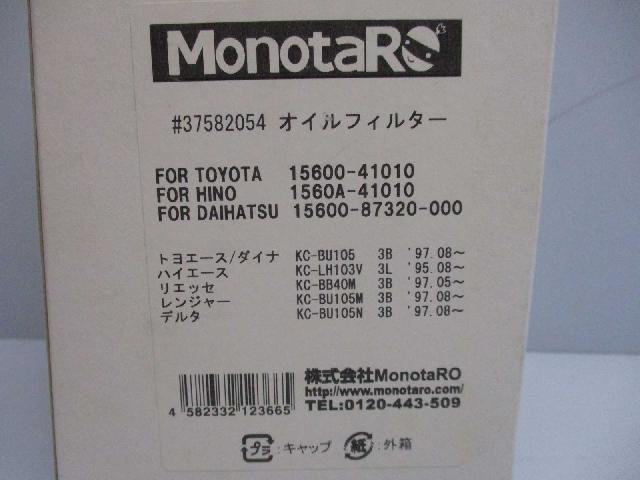 MonotaRO
#37582054 オイルフィルター
FOR TOYOTA 15600-41010
FOR HINO 1560A-41010
FOR DAIHATSU 15600-87320-000
トヨエース/ダイナ KC-BU105 3B '97.08～
ハイエース KC-LH103V 3L '95.08～
リエッセ KC-BB40M 3B '97.05～
レンジャー KC-BU105M 3B '97.08～
デルタ KC-BU105N 3B '97.08～
株式会社MonotaRO
http://www.monotaro.com/
TEL:0120-443-509
4 582332 123665
プラ:キャップ 紙:外箱